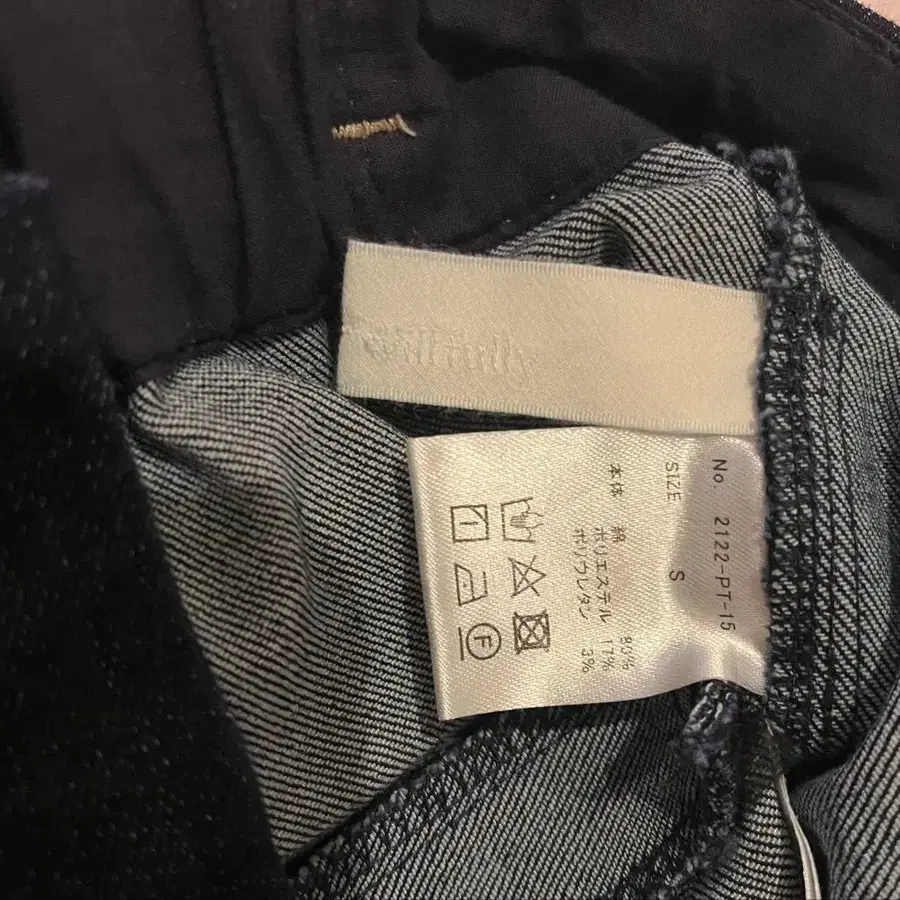 willfully
No. 2122-PT-15
SIZE S
本体 綿 80%
ポリエステル 17%
ポリウレタン 3%
F